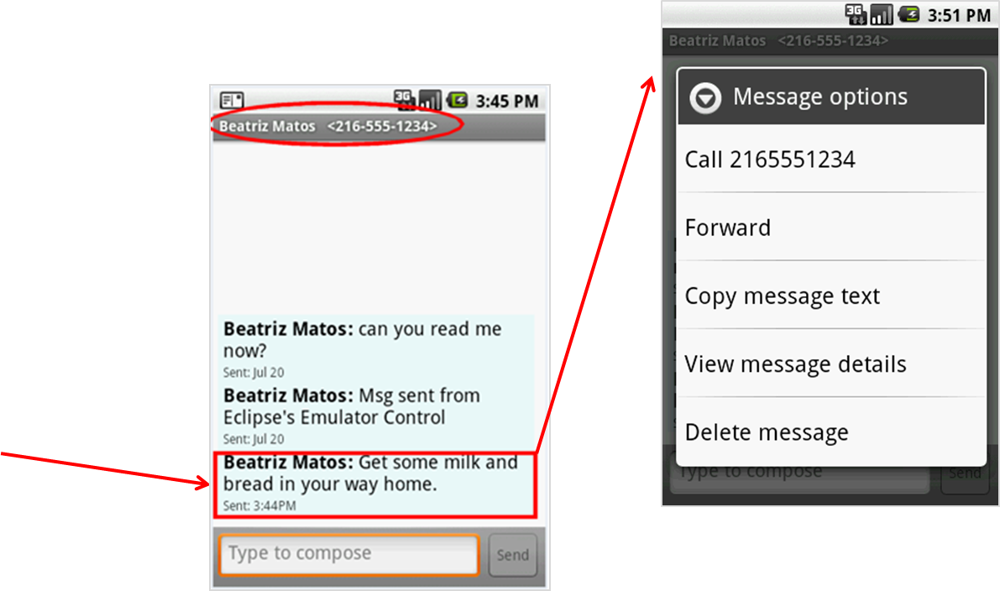 3G 3:45 PM
Beatriz Matos <216-555-1234>
Beatriz Matos: can you read me
now?
Sent: Jul 20
Beatriz Matos: Msg sent from
Eclipse's Emulator Control
Sent: Jul 20
Beatriz Matos: Get some milk and
bread in your way home.
Sent: 3:44PM
Type to compose
Send
3G 3:51 PM
Beatriz Matos <216-555-1234>
Message options
Call 2165551234
Forward
Copy message text
View message details
Delete message
Type to compose
Send